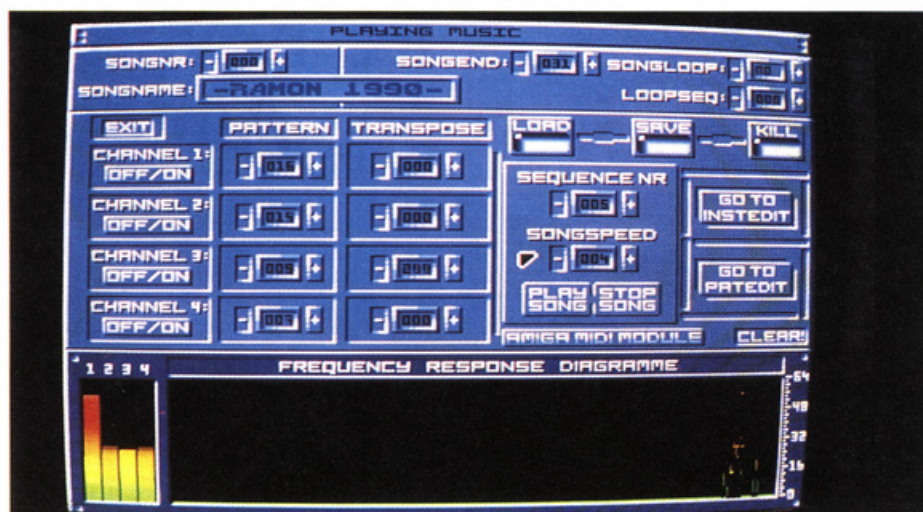 PLAYING MUSIC
SONGNR: - 000 + SONGEND: - 031 + SONGLOOP: - 00 +
SONGNAME: -RAMON 1990- LOOPSEQ: - 000 +
EXIT PATTERN TRANSPOSE LOAD SAVE KILL
CHANNEL 1: OFF/ON - 016 + - 000 +
SEQUENCE NR
- 005 +
GO TO INSTEDIT
CHANNEL 2: OFF/ON - 015 + - 000 +
SONGSPEED
- 004 +
CHANNEL 3: OFF/ON - 005 + - 000 +
GO TO PATEDIT
PLAY SONG STOP SONG
CHANNEL 4: OFF/ON - 003 + - 000 +
AMIGA MIDI MODULE CLEAR!
1 2 3 4 FREQUENCY RESPONSE DIAGRAMME
64
48
32
16
0